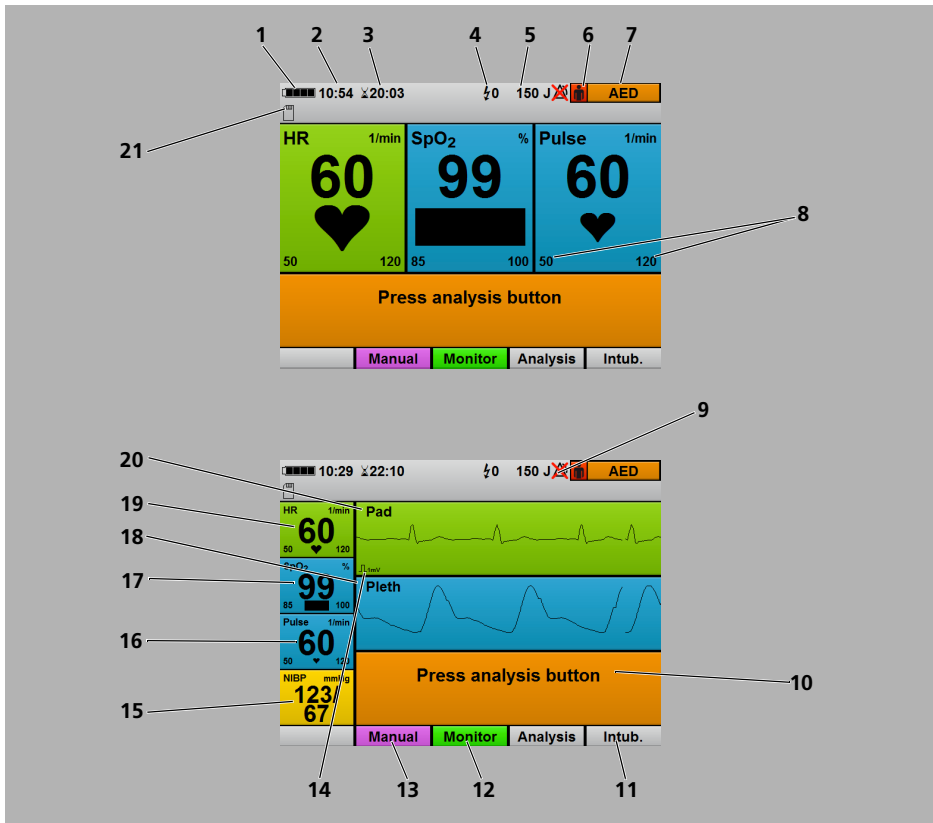 1 2 3 4 5 6 7
10:54 20:03 0 150 J AED
21
HR 1/min SpO2 % Pulse 1/min
60 99 60
8
50 120 85 100 50 120
Press analysis button
Manual Monitor Analysis Intub.
9
20
10:29 22:10 0 150 J AED
19
HR 1/min Pad
60
18
50 120
SpO2 % 1mV
17
99 Pleth
85 100
Pulse 1/min
16
60
50 120
NIBP mmHg Press analysis button
10
15
123/
67
Manual Monitor Analysis Intub.
14 13 12 11